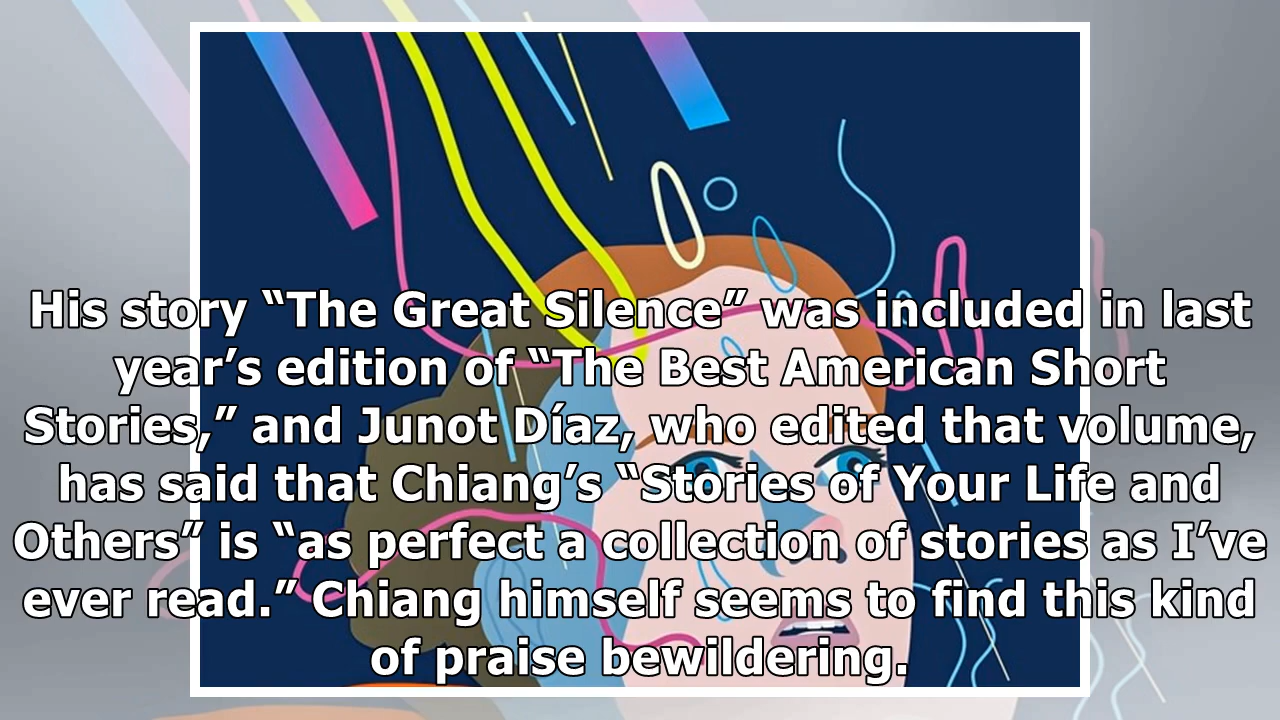 His story “The Great Silence” was included in last
year’s edition of “The Best American Short
Stories,” and Junot Díaz, who edited that volume,
has said that Chiang’s “Stories of Your Life and
Others” is “as perfect a collection of stories as I’ve
ever read.” Chiang himself seems to find this kind
of praise bewildering.